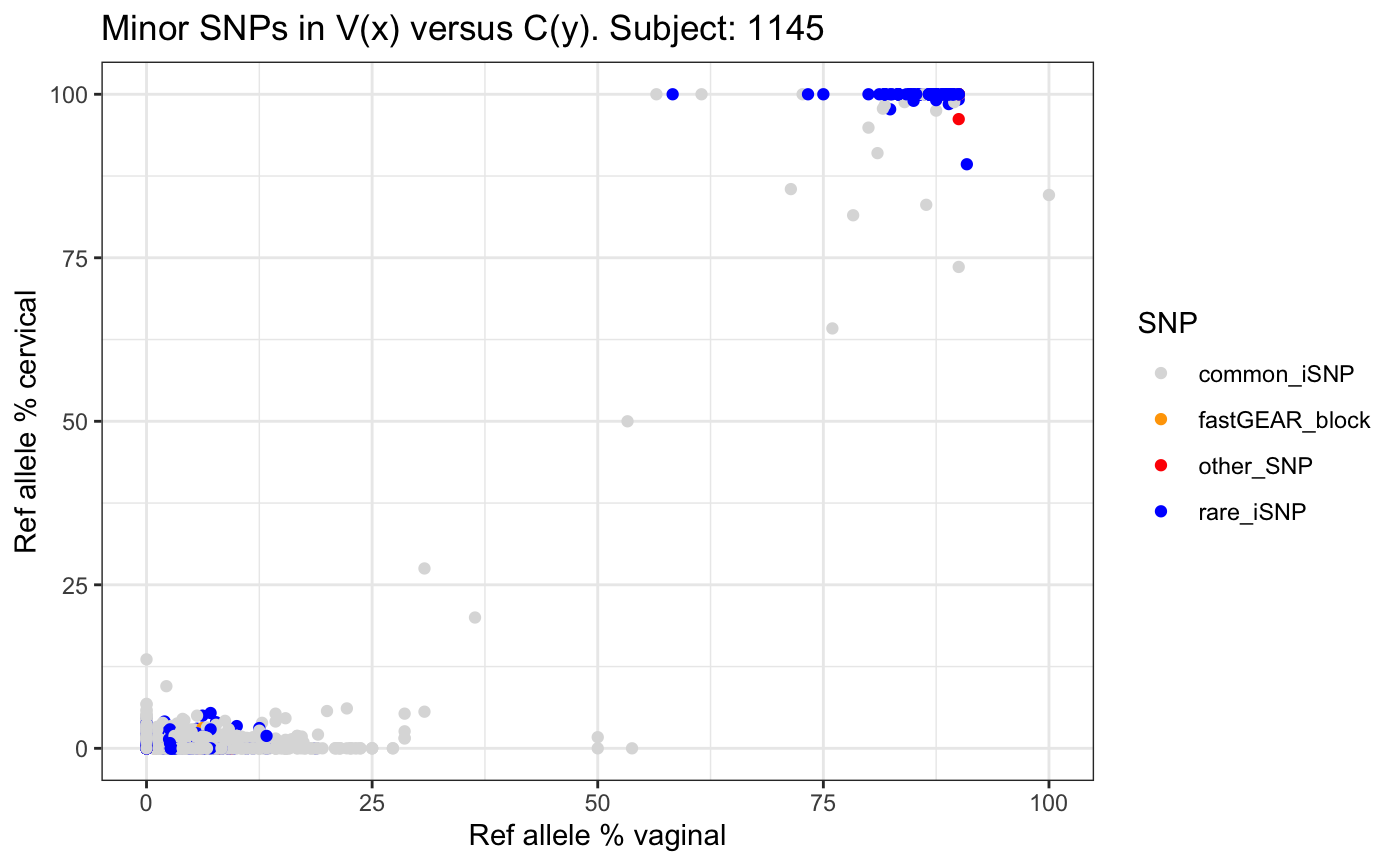 Minor SNPs in V(x) versus C(y). Subject: 1145
100
75
50
25
0
Ref allele % cervical
0 25 50 75 100
Ref allele % vaginal
SNP
common_iSNP
fastGEAR_block
other_SNP
rare_iSNP